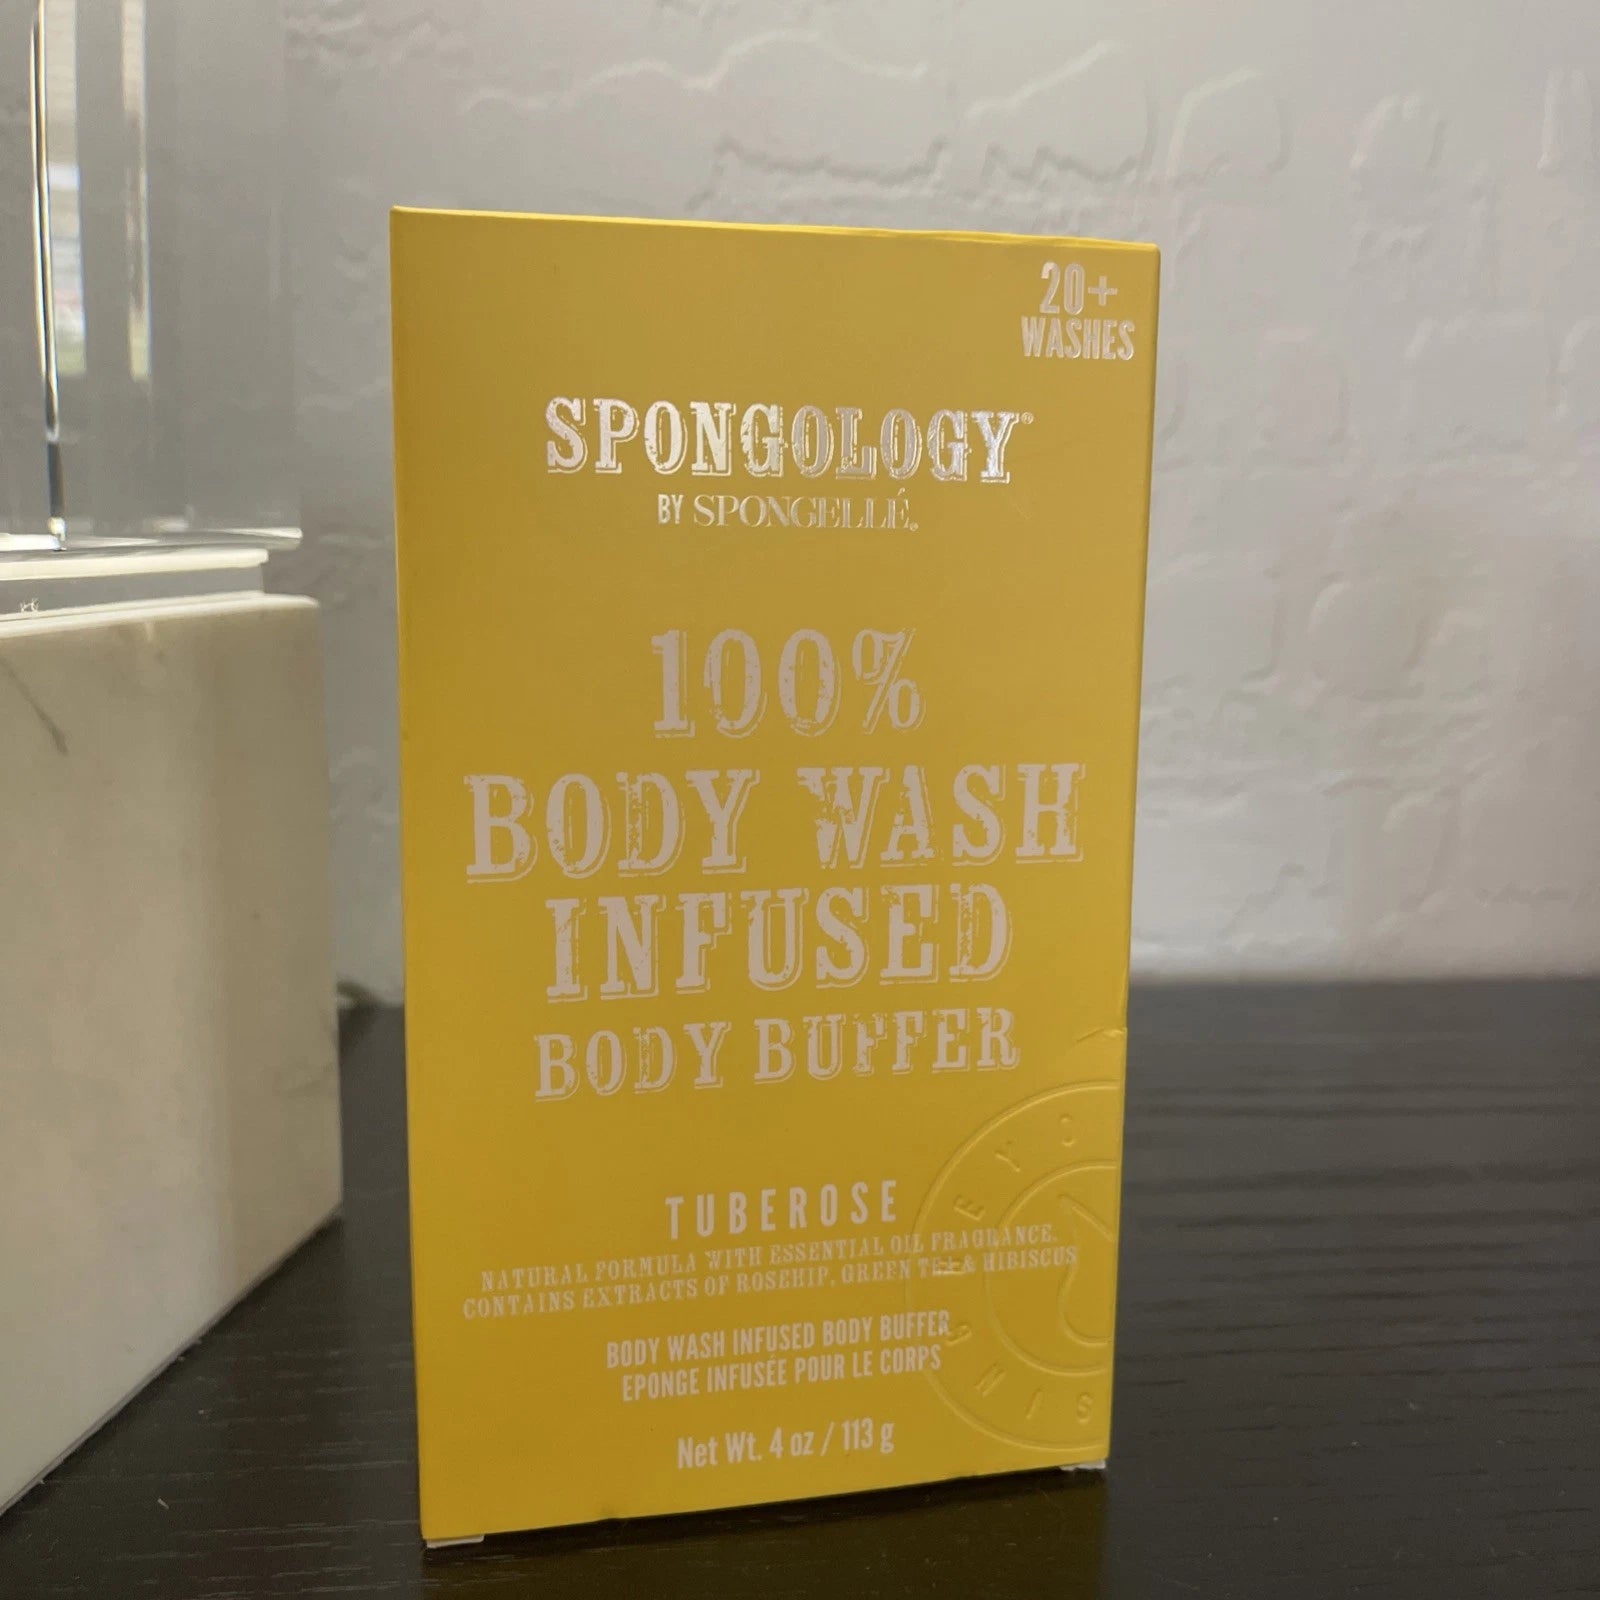 20+
WASHES
SPONGOLOGY®
BY SPONGELLÉ.
100%
BODY WASH
INFUSED
BODY BUFFER
TUBEROSE
NATURAL FORMULA WITH ESSENTIAL OIL FRAGRANCE.
CONTAINS EXTRACTS OF ROSEHIP, GREEN TEA & HIBISCUS
BODY WASH INFUSED BODY BUFFER
EPONGE INFUSÉE POUR LE CORPS
Net Wt. 4 oz / 113 g